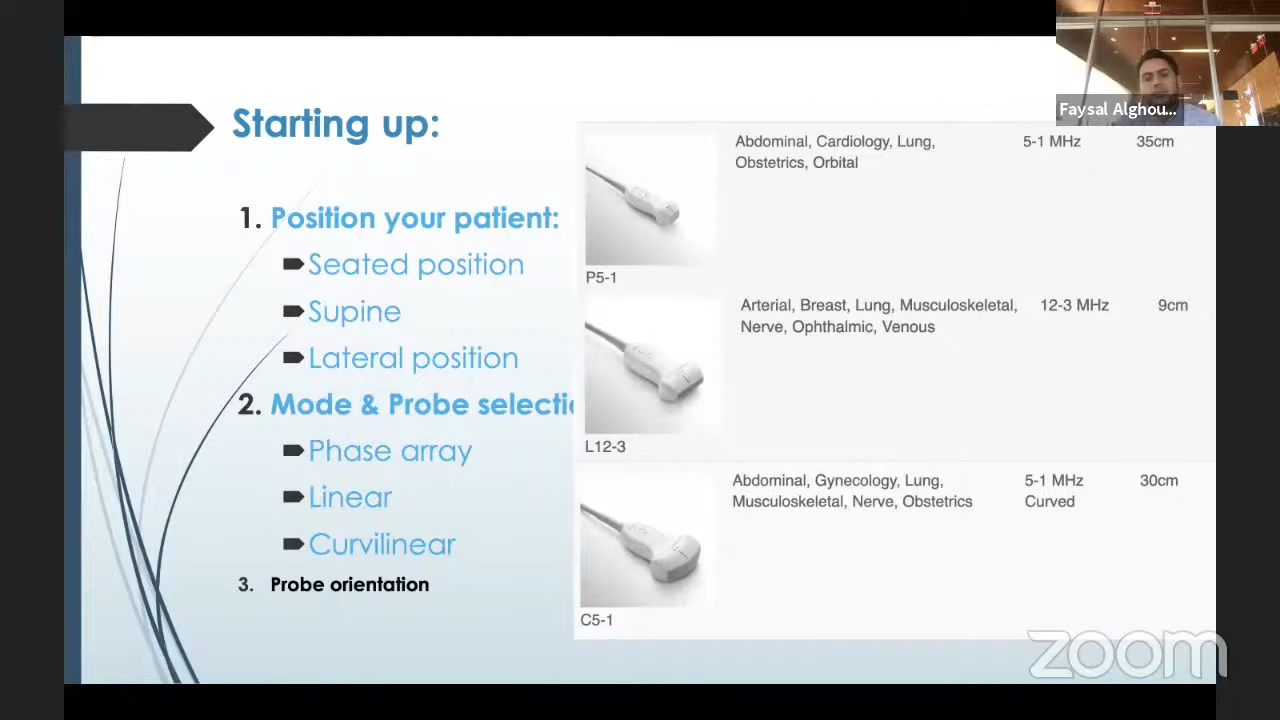 Faysal Alghou...
Starting up:
1. Position your patient:
Seated position
Supine
Lateral position
2. Mode & Probe selectio
Phase array
Linear
Curvilinear
3. Probe orientation
Abdominal, Cardiology, Lung,
Obstetrics, Orbital
5-1 MHz
35cm
P5-1
Arterial, Breast, Lung, Musculoskeletal,
Nerve, Ophthalmic, Venous
12-3 MHz
9cm
L12-3
Abdominal, Gynecology, Lung,
Musculoskeletal, Nerve, Obstetrics
5-1 MHz
Curved
30cm
C5-1
zoom